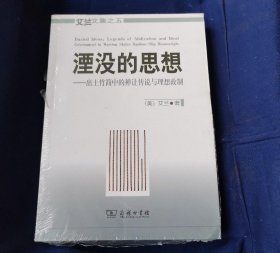 艾兰文集之五
Buried Ideas: Legends of Abdication and Ideal
Government in Warring States Bamboo Slip Manuscripts
湮没的思想
——出土竹简中的禅让传说与理想政制
(美) 艾兰●著
商务印书馆